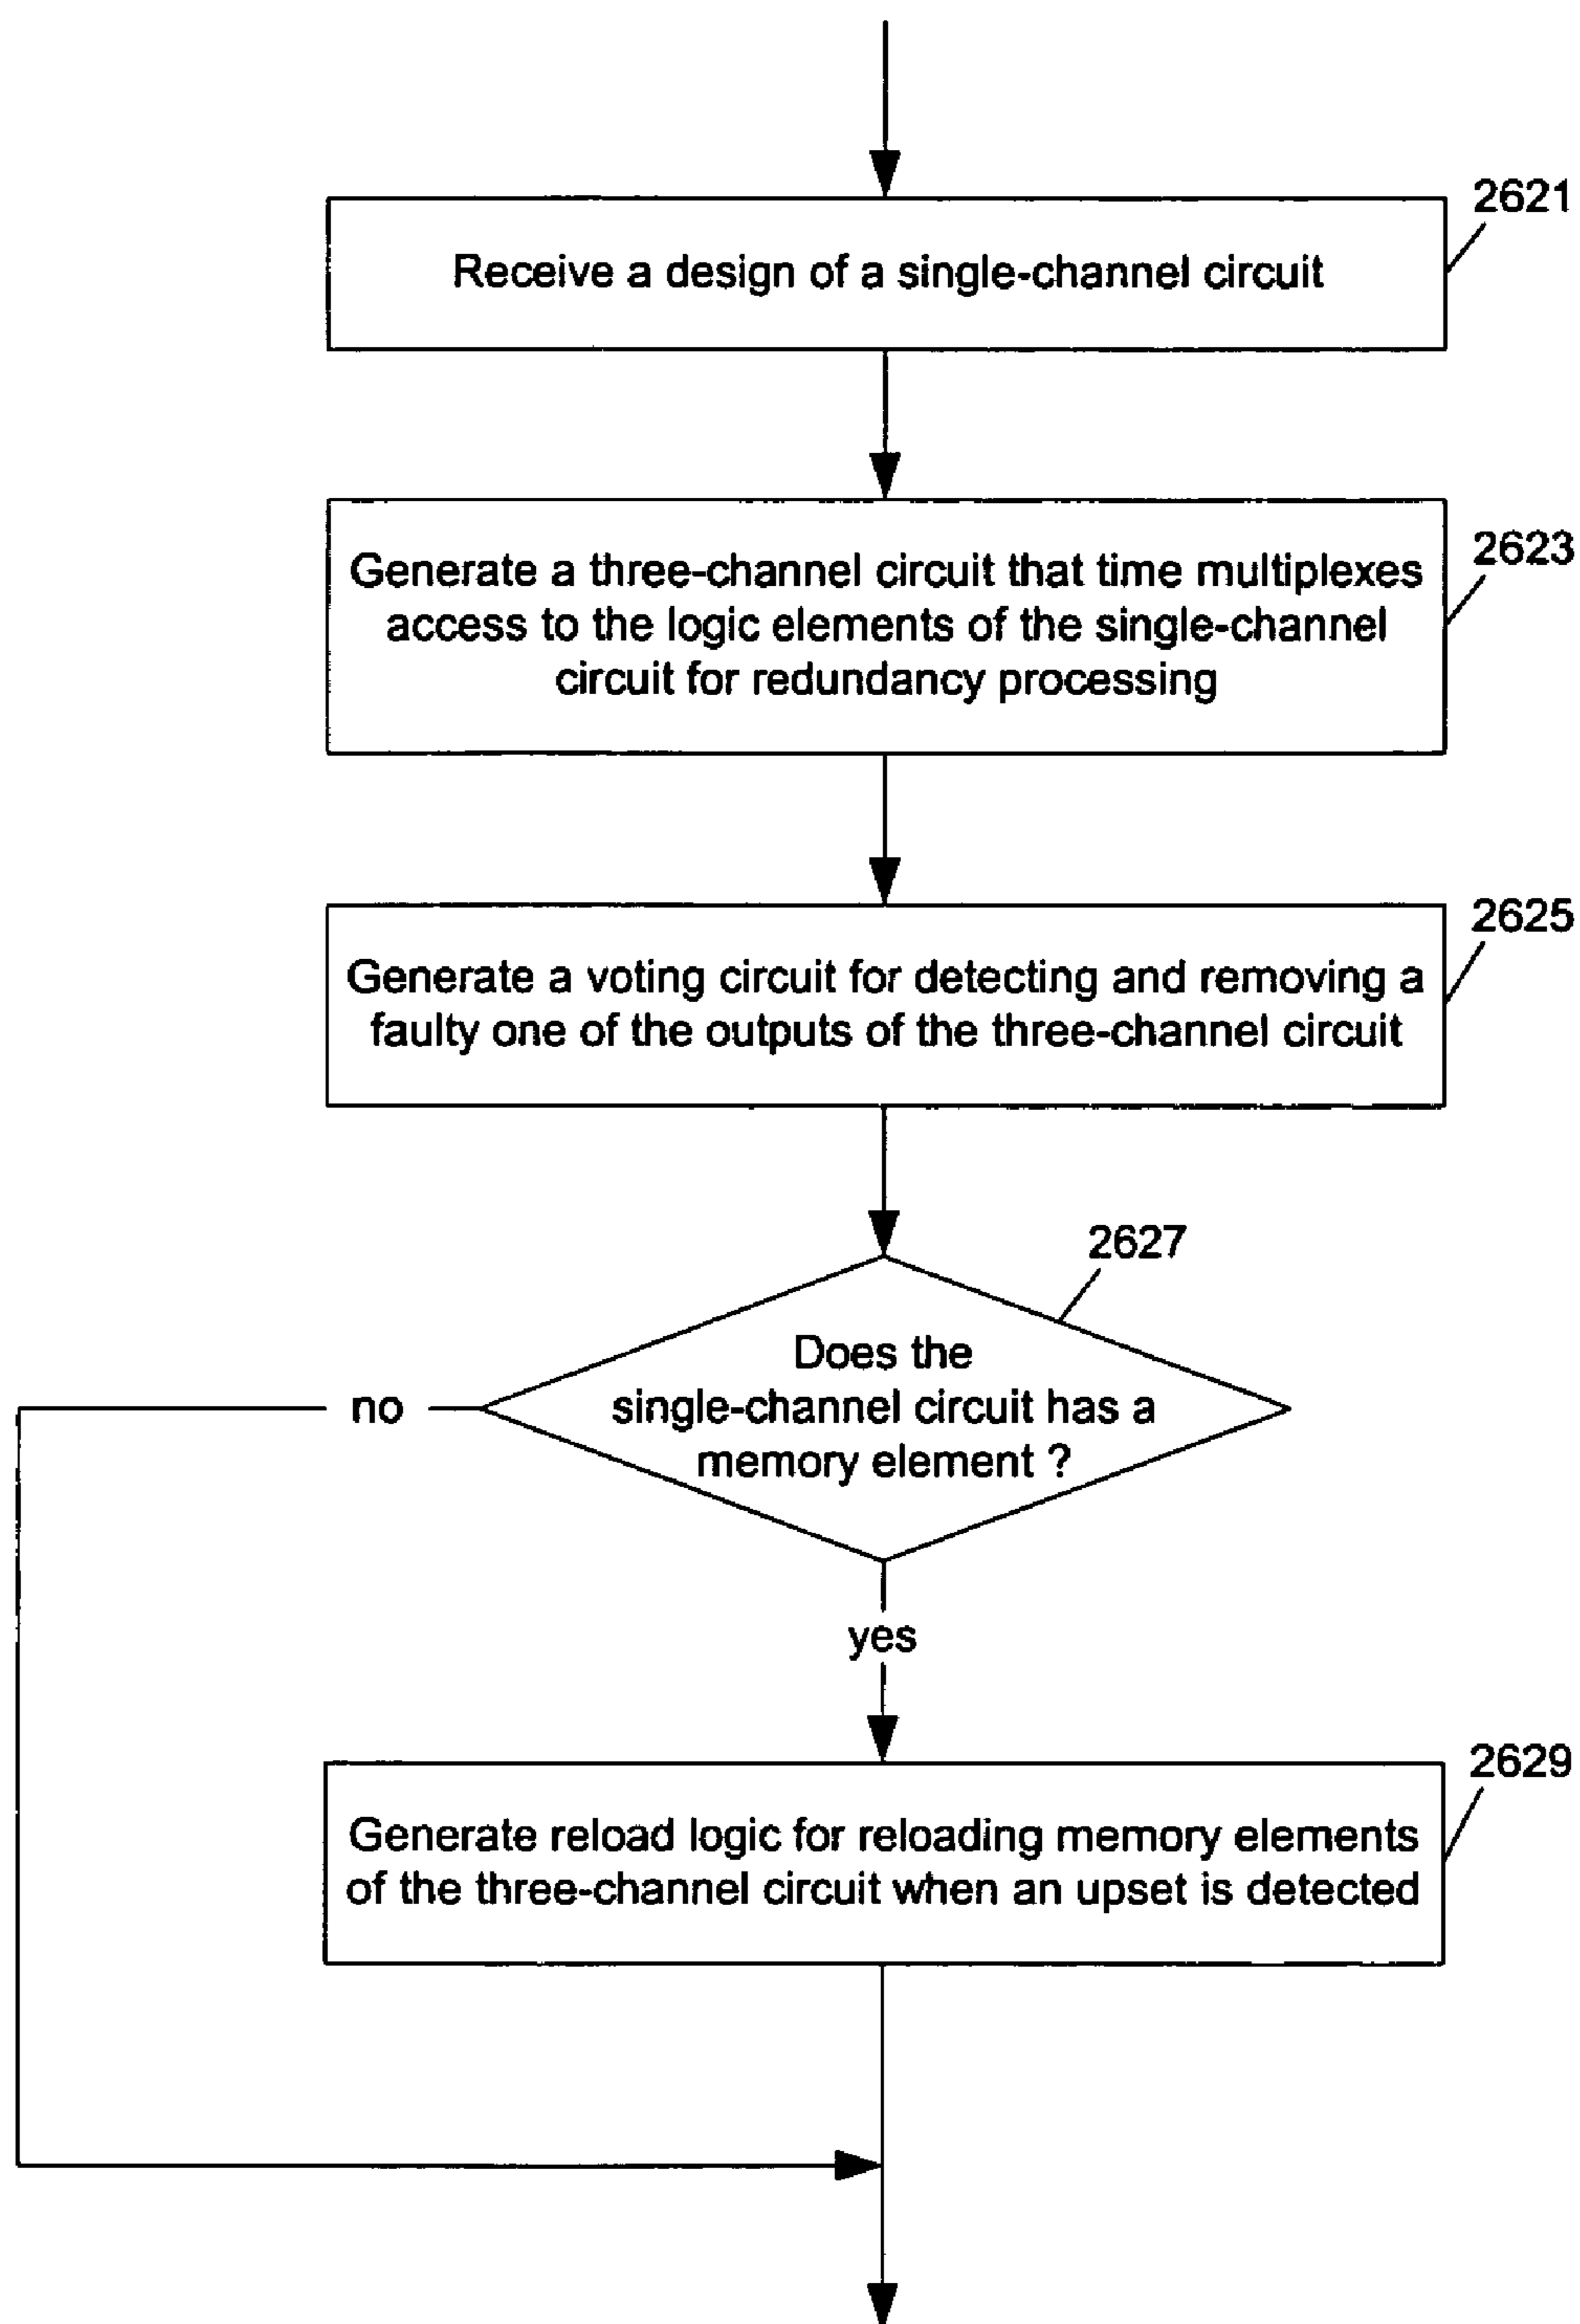 2621
Receive a design of a single-channel circuit
2623
Generate a three-channel circuit that time multiplexes
access to the logic elements of the single-channel
circuit for redundancy processing
2625
Generate a voting circuit for detecting and removing a
faulty one of the outputs of the three-channel circuit
2627
Does the
single-channel circuit has a
memory element ?
no
yes
2629
Generate reload logic for reloading memory elements
of the three-channel circuit when an upset is detected